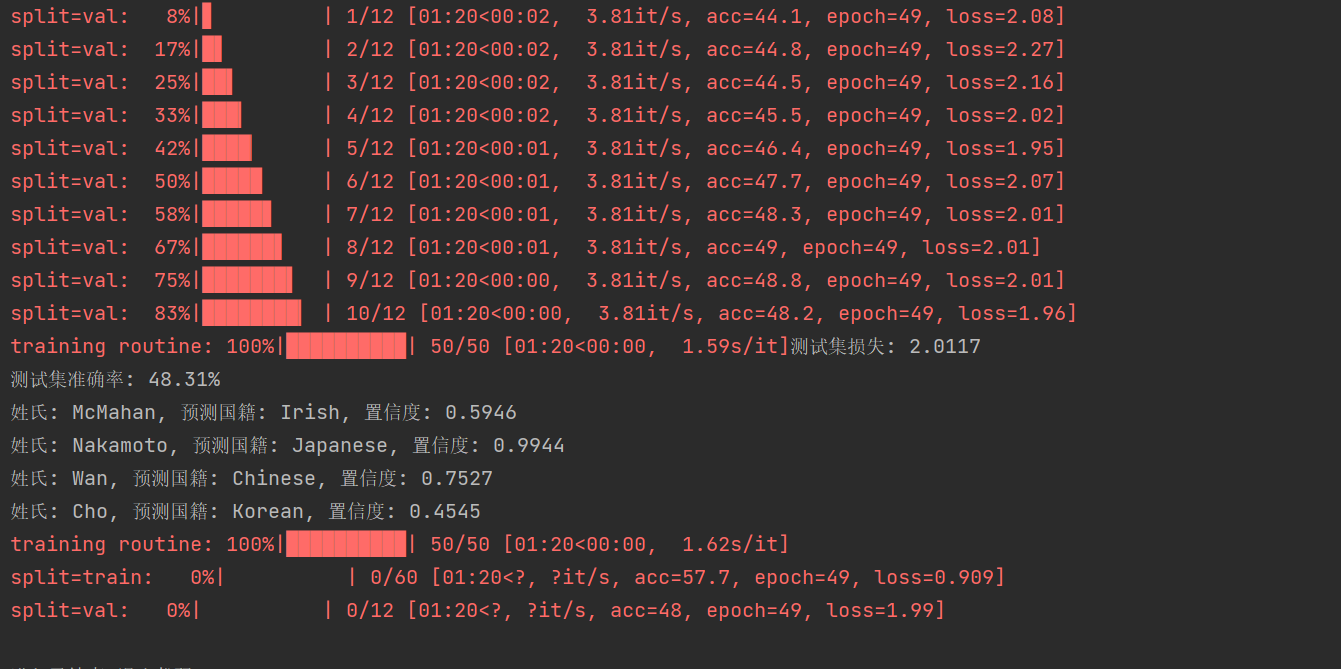 split=val:   8%|█         | 1/12 [01:20<00:02,  3.81it/s, acc=44.1, epoch=49, loss=2.08]
split=val:  17%|██        | 2/12 [01:20<00:02,  3.81it/s, acc=44.8, epoch=49, loss=2.27]
split=val:  25%|███       | 3/12 [01:20<00:02,  3.81it/s, acc=44.5, epoch=49, loss=2.16]
split=val:  33%|████      | 4/12 [01:20<00:02,  3.81it/s, acc=45.5, epoch=49, loss=2.02]
split=val:  42%|█████     | 5/12 [01:20<00:01,  3.81it/s, acc=46.4, epoch=49, loss=1.95]
split=val:  50%|██████    | 6/12 [01:20<00:01,  3.81it/s, acc=47.7, epoch=49, loss=2.07]
split=val:  58%|███████   | 7/12 [01:20<00:01,  3.81it/s, acc=48.3, epoch=49, loss=2.01]
split=val:  67%|████████  | 8/12 [01:20<00:01,  3.81it/s, acc=49, epoch=49, loss=2.01]
split=val:  75%|█████████ | 9/12 [01:20<00:00,  3.81it/s, acc=48.8, epoch=49, loss=2.01]
split=val:  83%|██████████| 10/12 [01:20<00:00,  3.81it/s, acc=48.2, epoch=49, loss=1.96]
training routine: 100%|██████████| 50/50 [01:20<00:00,  1.59s/it]测试集损失: 2.0117
测试集准确率: 48.31%
姓氏: McMahan, 预测国籍: Irish, 置信度: 0.5946
姓氏: Nakamoto, 预测国籍: Japanese, 置信度: 0.9944
姓氏: Wan, 预测国籍: Chinese, 置信度: 0.7527
姓氏: Cho, 预测国籍: Korean, 置信度: 0.4545
training routine: 100%|██████████| 50/50 [01:20<00:00,  1.62s/it]
split=train:   0%|          | 0/60 [01:20<?, ?it/s, acc=57.7, epoch=49, loss=0.909]
split=val:   0%|          | 0/12 [01:20<?, ?it/s, acc=48, epoch=49, loss=1.99]